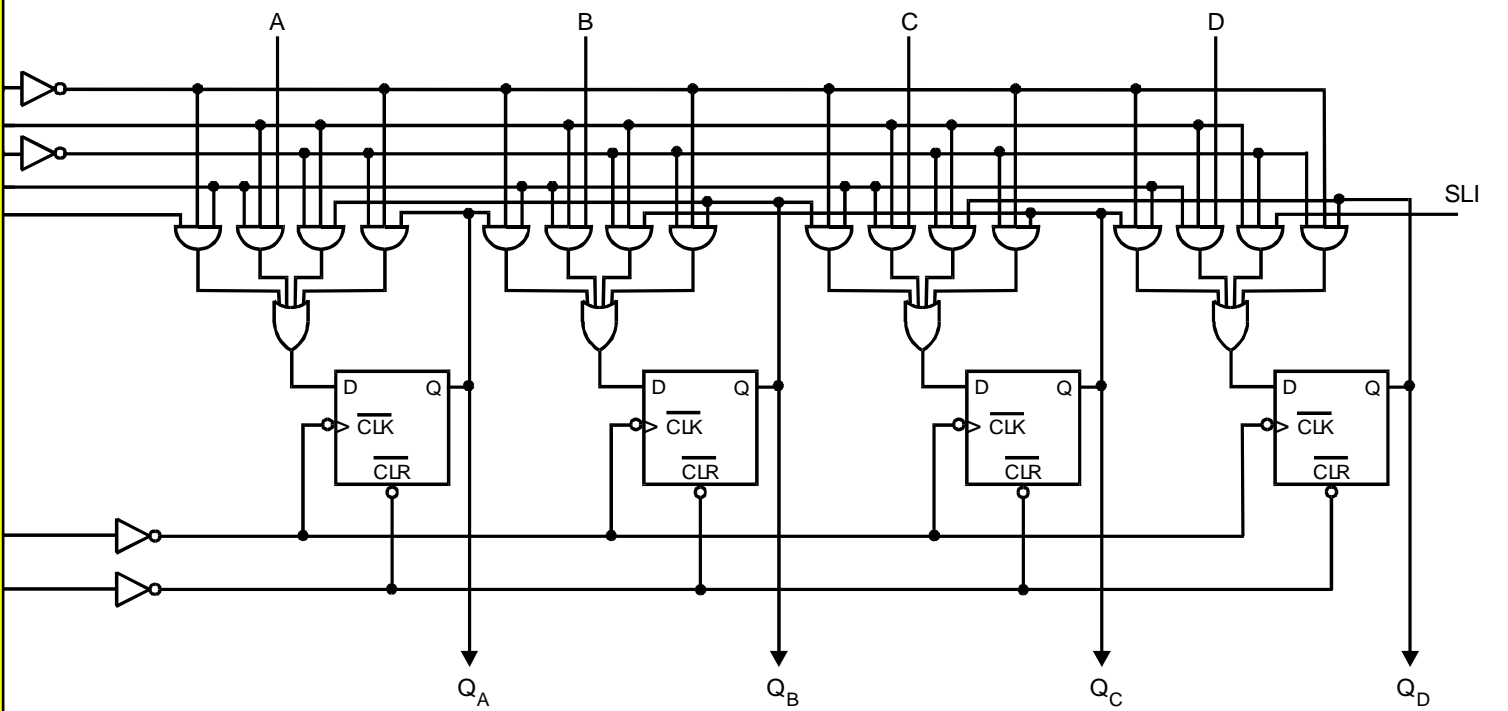 A B C D
SLI
D Q D Q D Q D Q
CLK CLK CLK CLK
CLR CLR CLR CLR
QA QB QC QD